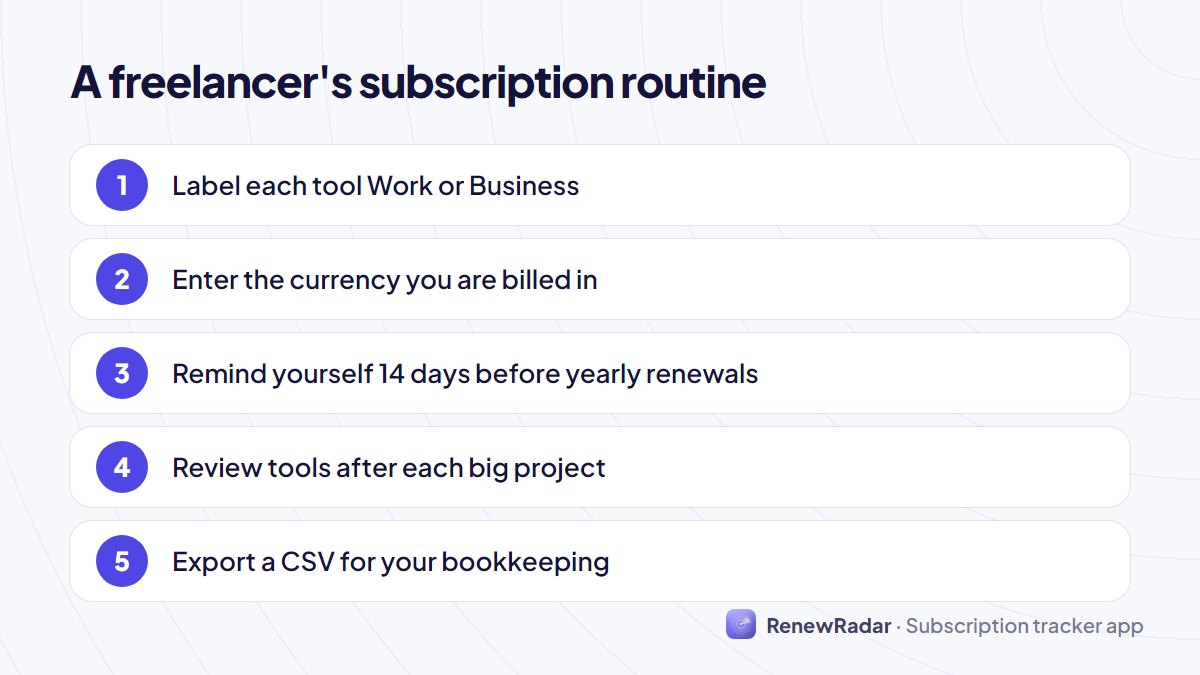 A freelancer's subscription routine
1 Label each tool Work or Business
2 Enter the currency you are billed in
3 Remind yourself 14 days before yearly renewals
4 Review tools after each big project
5 Export a CSV for your bookkeeping
RenewRadar · Subscription tracker app